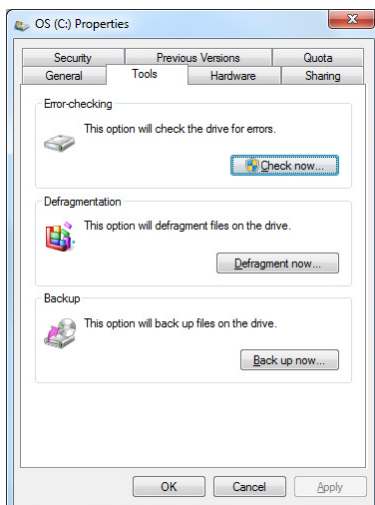 OS (C:) Properties
Security Previous Versions Quota
General Tools Hardware Sharing
Error-checking
This option will check the drive for errors.
Check now...
Defragmentation
This option will defragment files on the drive.
Defragment now...
Backup
This option will back up files on the drive.
Back up now...
OK Cancel Apply